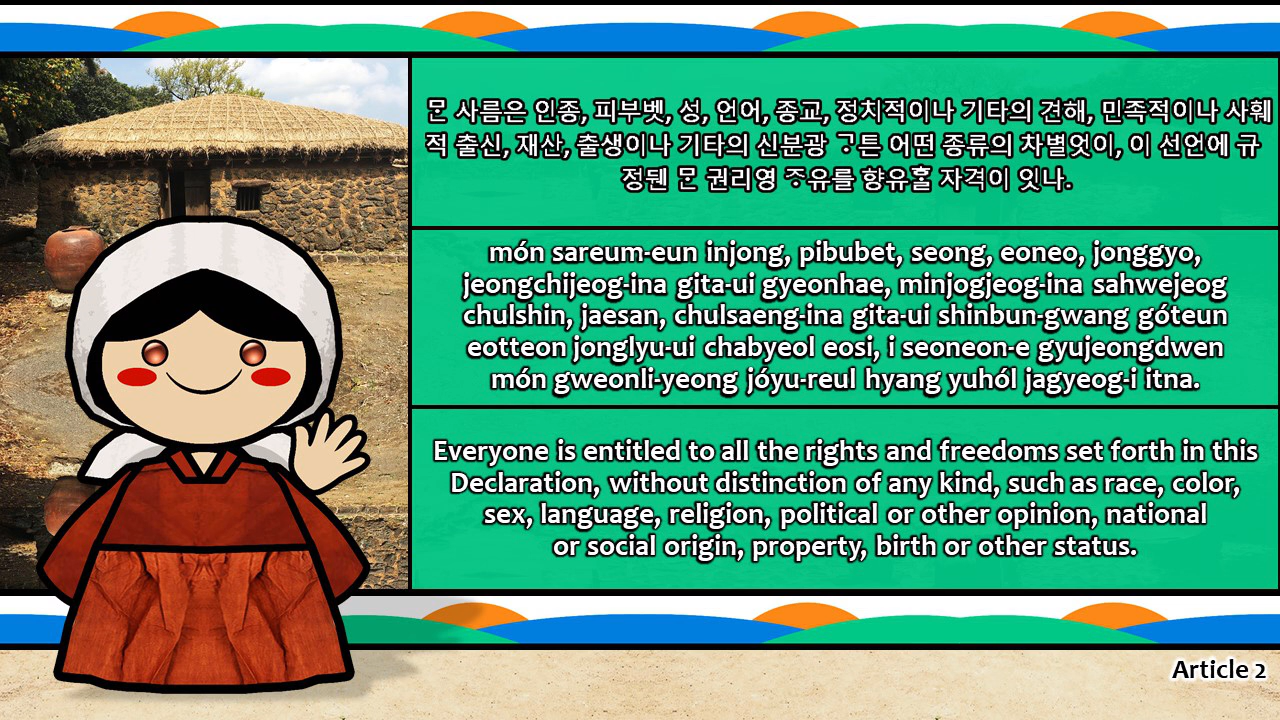 ᄆᆞᆫ 사름은 인종, 피부벳, 성, 언어, 종교, 정치적이나 기타의 견해, 민족적이나 사훼
적 출신, 재산, 출생이나 기타의 신분광 ᄀᆞ튼 어떤 종류의 차별엇이, 이 선언에 규
정뒌 ᄆᆞᆫ 권리영 ᄌᆞ유를 향유ᄒᆞᆯ 자격이 잇나.
món sareum-eun injong, pibubet, seong, eoneo, jonggyo,
jeongchijeog-ina gita-ui gyeonhae, minjogjeog-ina sahwejeog
chulshin, jaesan, chulsaeng-ina gita-ui shinbun-gwang góteun
eotteon jonglyu-ui chabyeol eosi, i seoneon-e gyujeongdwen
món gweonli-yeong jóyu-reul hyang yuhól jagyeog-i itna.
Everyone is entitled to all the rights and freedoms set forth in this
Declaration, without distinction of any kind, such as race, color,
sex, language, religion, political or other opinion, national
or social origin, property, birth or other status.
Article 2